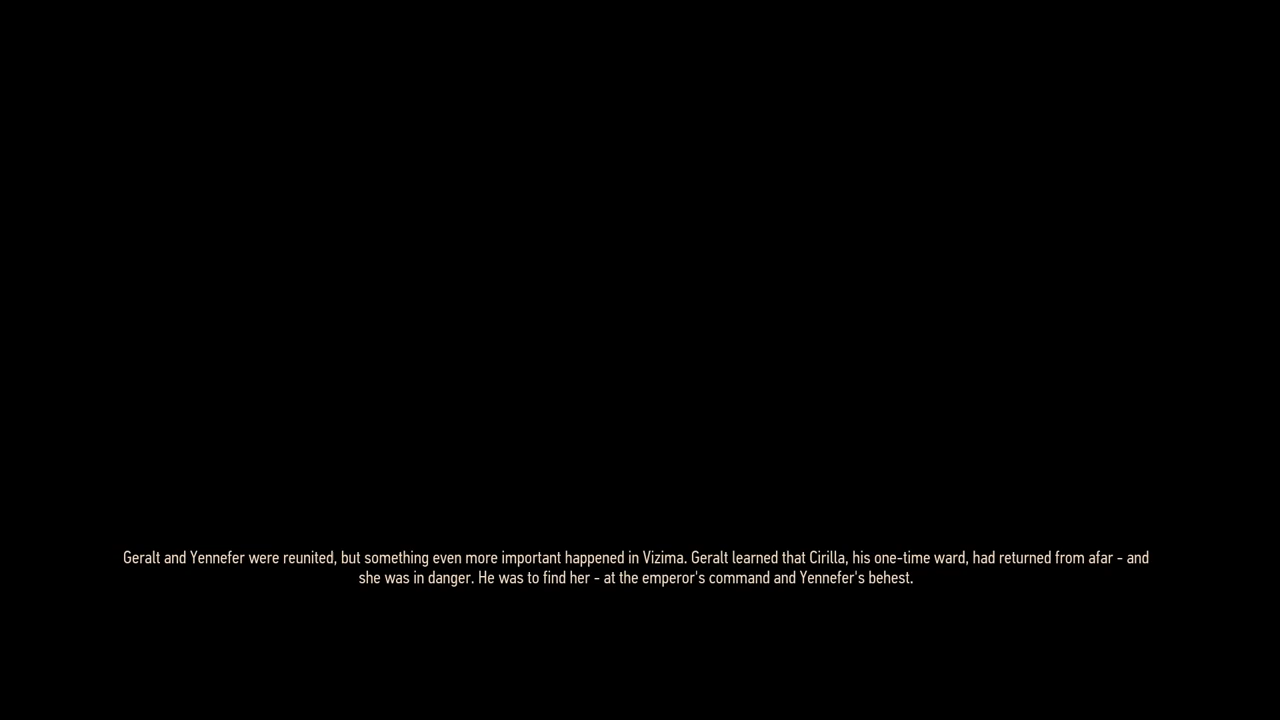 Geralt and Yennefer were reunited, but something even more important happened in Vizima. Geralt learned that Cirilla, his one-time ward, had returned from afar - and
she was in danger. He was to find her - at the emperor's command and Yennefer's behest.